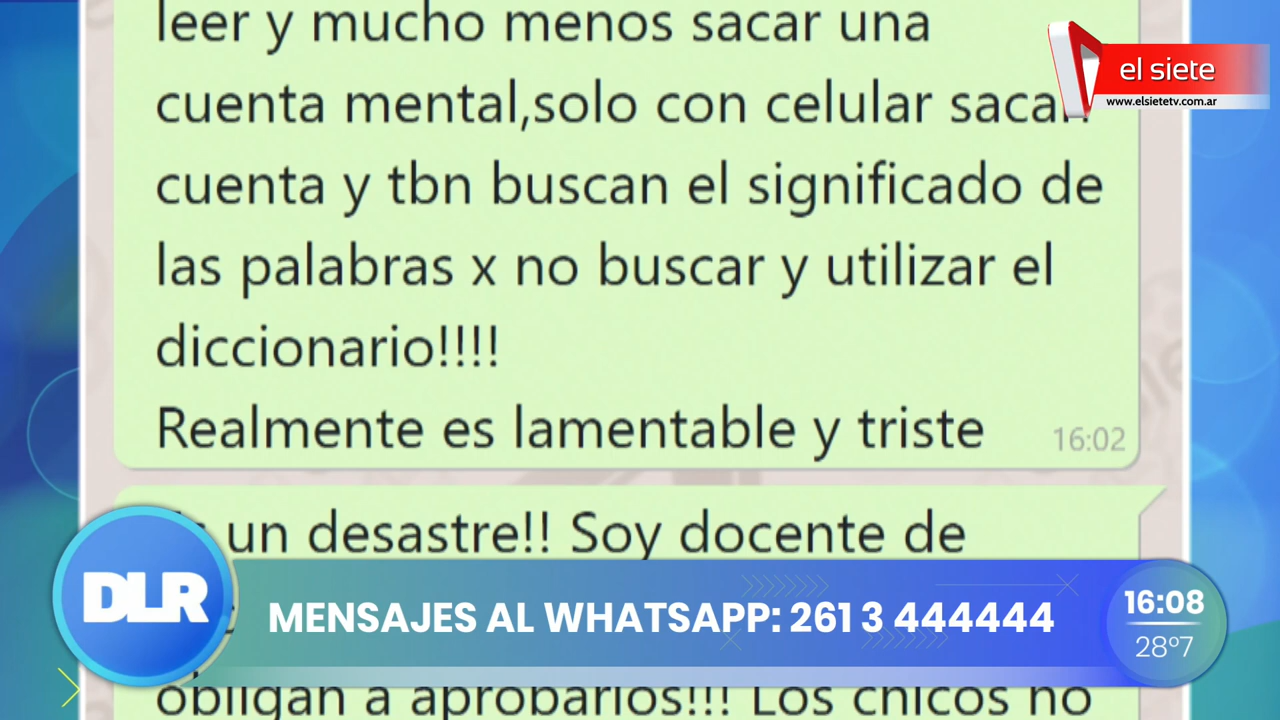 leer y mucho menos sacar una
cuenta mental,solo con celular sacan
cuenta y tbn buscan el significado de
las palabras x no buscar y utilizar el
diccionario!!!!
Realmente es lamentable y triste
16:02
un desastre!! Soy docente de
obligan a aprobarlos!!! Los chicos no
el siete
www.elsietetv.com.ar
DLR
MENSAJES AL WHATSAPP: 261 3 444444
16:08
28º7